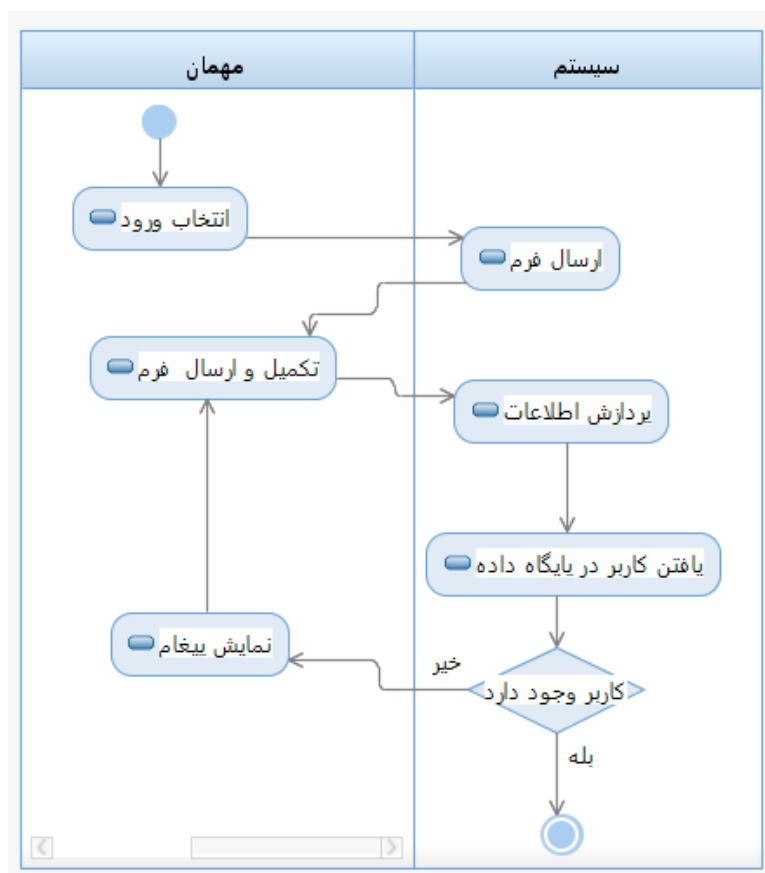 مهمان
سیستم
انتخاب ورود
ارسال فرم
تکمیل و ارسال فرم
پردازش اطلاعات
یافتن کاربر در پایگاه داده
نمایش پیغام
خیر
کاربر وجود دارد
بله